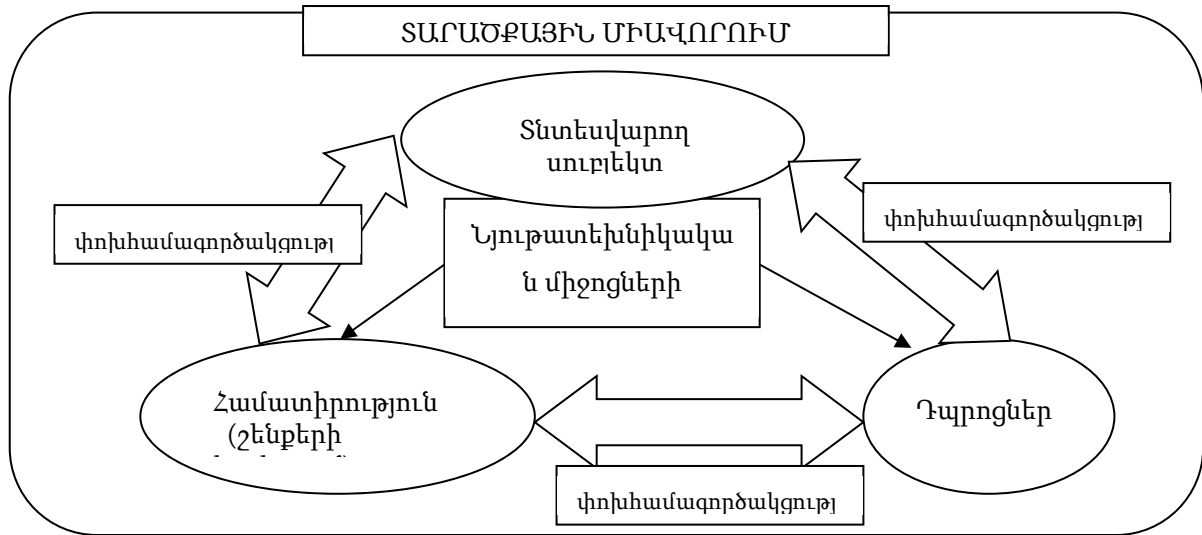 ՏԱՐԱԾՔԱՅԻՆ ՄԻԱՎՈՐՈՒՄ
Տնտեսվարող
սուբյեկտ
փոխհամագործակցությ
Նյութատեխնիկակա
ն միջոցների
փոխհամագործակցությ
Համատիրություն
(շենքերի
Դպրոցներ
փոխհամագործակցությ